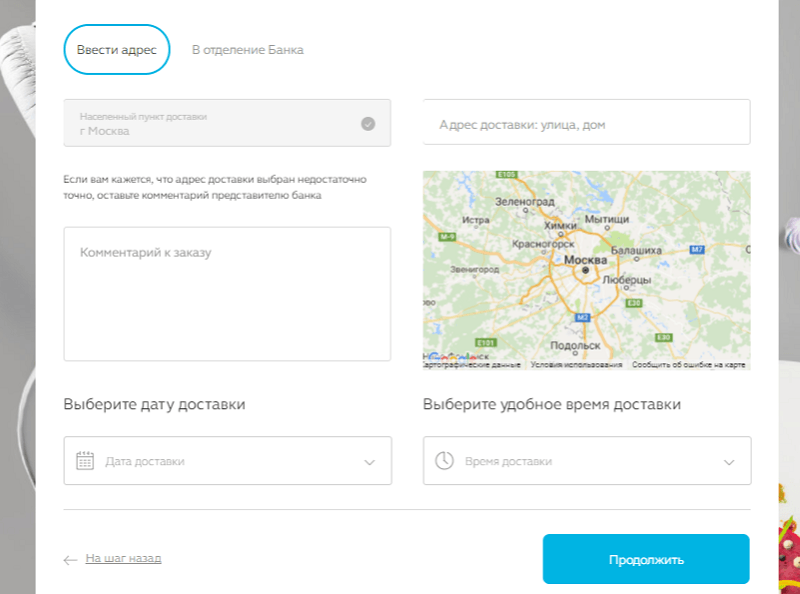 Ввести адрес
В отделение Банка
Населенный пункт доставки
г Москва
Адрес доставки: улица, дом
Если вам кажется, что адрес доставки выбран недостаточно
точно, оставьте комментарий представителю банка
Комментарий к заказу
E105
Зеленоград
Истра
Химки
Мытищи
М-9
Красногорск
Балашиха
М7
Москва
Звенигород
Люберцы
E30
М2
E101
E30
Подольск
Картографические данные
Условия использования
Сообщить об ошибке на карте
Выберите дату доставки
Выберите удобное время доставки
Дата доставки
Время доставки
На шаг назад
Продолжить